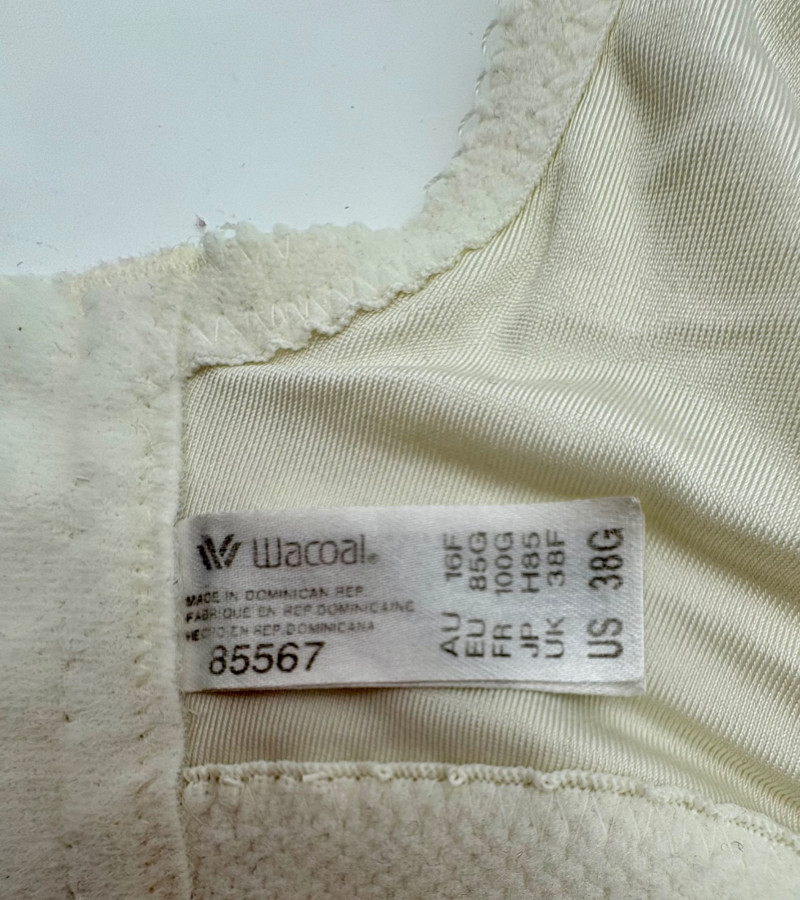 Wacoal®
MADE IN DOMINICAN REP.
FABRIQUE EN REP.DOMINICAINE
HECHO EN REP.DOMINICANA
85567
AU 16F
EU 85G
FR 100G
JP H85
UK 38F
US 38G